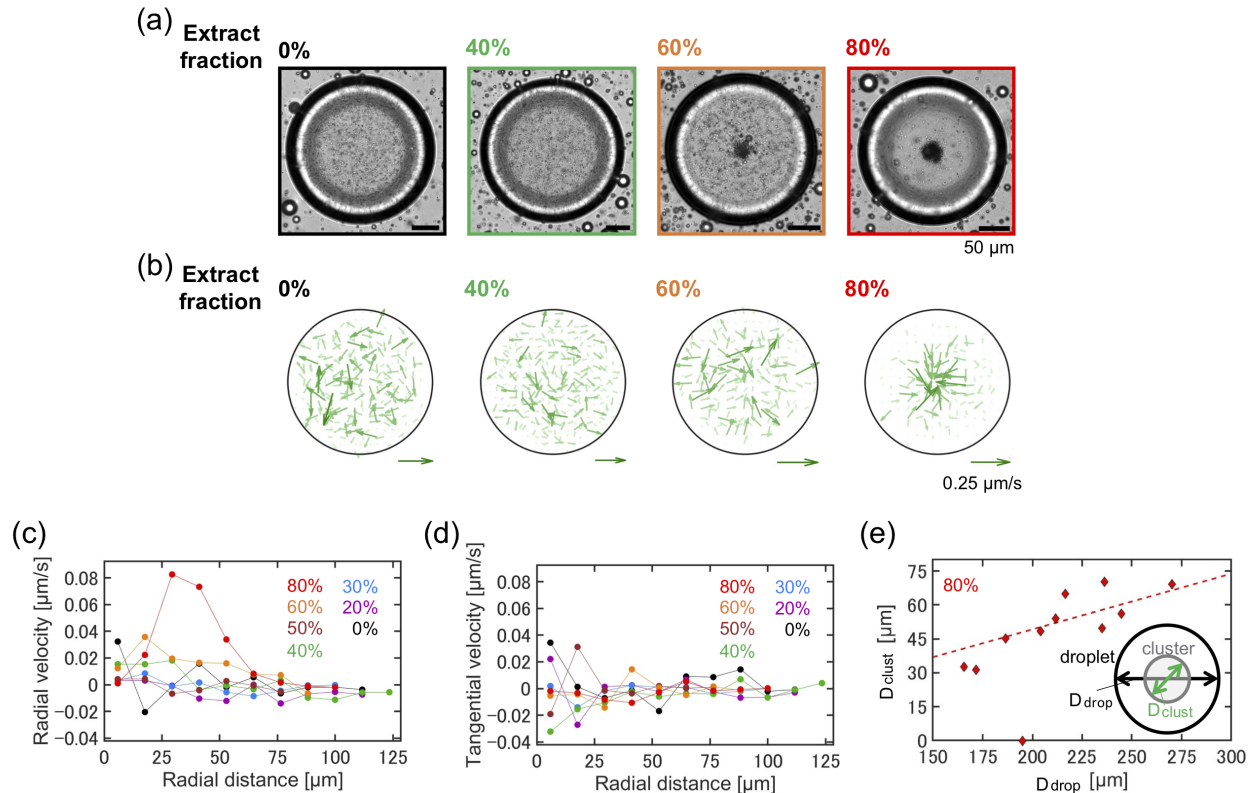 (a)
Extract
fraction
0%
40%
60%
80%
50 µm
(b)
Extract
fraction
0%
40%
60%
80%
0.25 µm/s
(c)
Radial velocity [µm/s]
0.08
0.06
0.04
0.02
0
−0.02
−0.04
80%
60%
50%
40%
30%
20%
0%
0
25
50
75
100
125
Radial distance [µm]
(d)
Tangential velocity [µm/s]
0.08
0.06
0.04
0.02
0
−0.02
−0.04
80%
60%
50%
40%
30%
20%
0%
0
25
50
75
100
125
Radial distance [µm]
(e)
Dclust [µm]
75
60
45
30
15
0
80%
droplet
cluster
Ddrop
Dclust
150
175
200
225
250
275
300
Ddrop [µm]